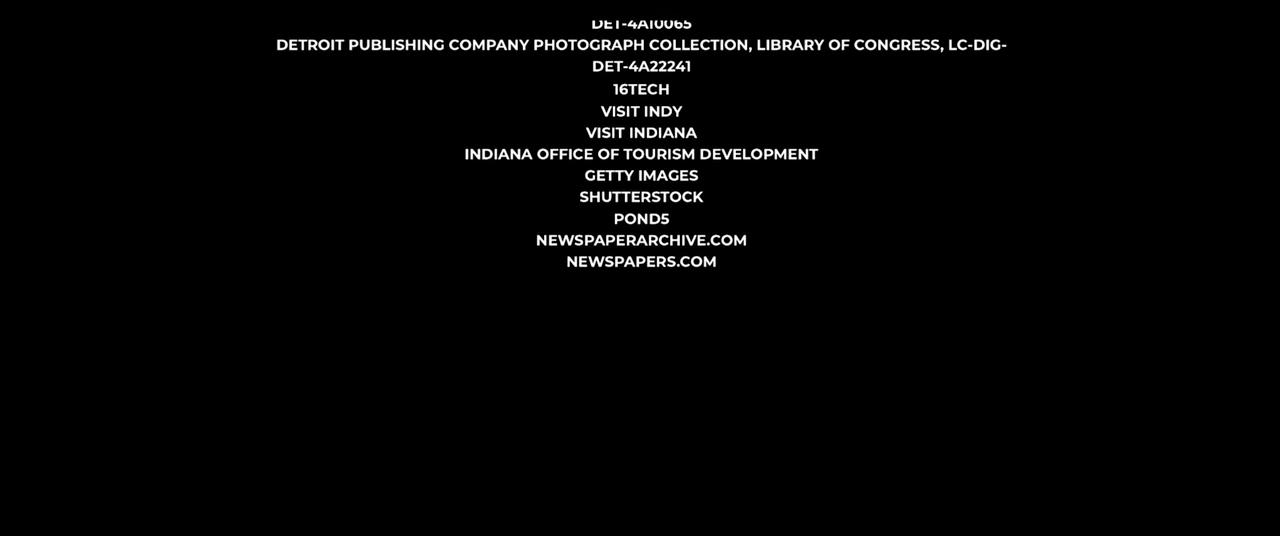 DET-4A10065
DETROIT PUBLISHING COMPANY PHOTOGRAPH COLLECTION, LIBRARY OF CONGRESS, LC-DIG-
DET-4A22241
16TECH
VISIT INDY
VISIT INDIANA
INDIANA OFFICE OF TOURISM DEVELOPMENT
GETTY IMAGES
SHUTTERSTOCK
POND5
NEWSPAPERARCHIVE.COM
NEWSPAPERS.COM